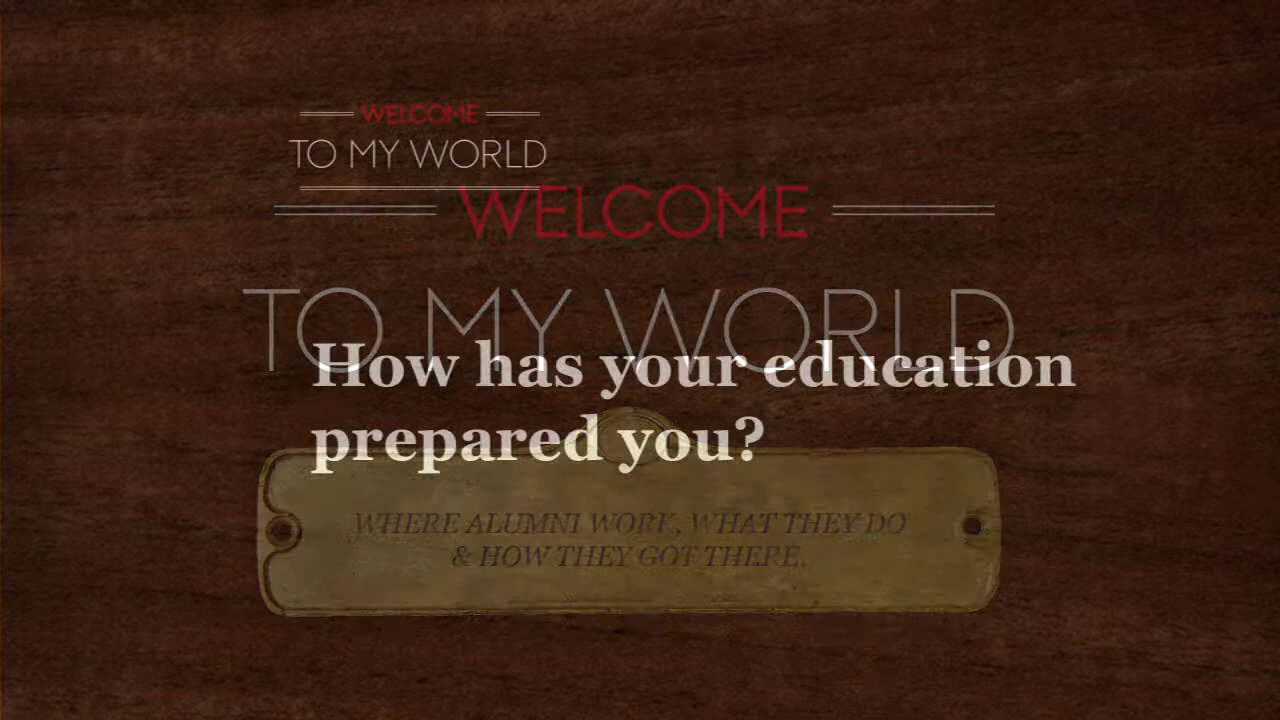 WELCOME
TO MY WORLD
WELCOME
TO MY WORLD
How has your education
prepared you?
WHERE ALUMNI WORK, WHAT THEY DO
& HOW THEY GOT THERE.